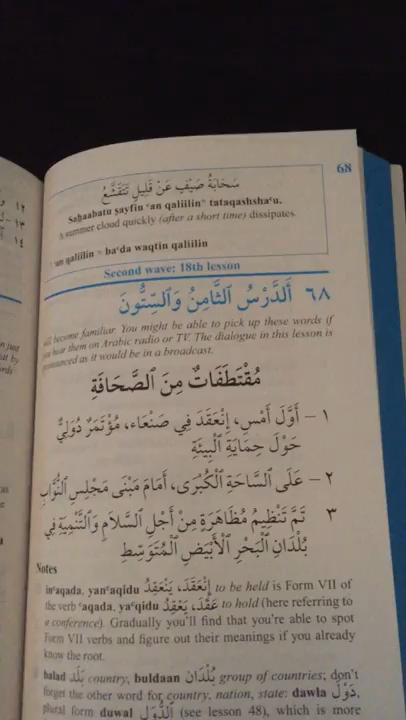 ١٢
١٣
١٤
n just
at by
ords
68
سَحَابَةُ صَيْفٍ عَنْ قَلِيلٍ تَتَقَشَّعُ
Saḥaabatu ṣayfin ʿan qaliilin* tataqashshaʿu.
A summer cloud quickly (after a short time) dissipates.
ʿan qaliilin = baʿda waqtin qaliilin
Second wave: 18th lesson
٦٨ اَلدَّرْسُ الثَّامِنُ وَالسِّتُّونَ
will become familiar. You might be able to pick up these words if
you hear them on Arabic radio or TV. The dialogue in this lesson is
pronounced as it would be in a broadcast.
مُقْتَطَفَاتٌ مِنَ الصَّحَافَةِ
١ – أَوَّلَ أَمْسِ، اِنْعَقَدَ فِي صَنْعَاء، مُؤْتَمَرٌ دُوَلِيٌّ
حَوْلَ حِمَايَةِ الْبِيئَةِ
٢ – عَلَى السَّاحَةِ الْكُبْرَى، أَمَامَ مَبْنَى مَجْلِسِ النُّوَّابِ
٣ تَمَّ تَنْظِيمُ مُظَاهَرَةٍ مِنْ أَجْلِ السَّلَامِ وَالتَّنْمِيَةِ فِي
بُلْدَانِ الْبَحْرِ الْأَبْيَضِ الْمُتَوَسِّطِ
Notes
inʿaqada, yanʿaqidu اِنْعَقَدَ، يَنْعَقِدُ to be held is Form VII of
the verb ʿaqada, yaʿqidu عَقَدَ، يَعْقِدُ to hold (here referring to
a conference). Gradually you'll find that you're able to spot
Form VII verbs and figure out their meanings if you already
know the root.
balad بَلَد country, buldaan بُلْدَان group of countries; don't
forget the other word for country, nation, state: dawla دَوْلَة,
plural form duwal اَلدُّوَل (see lesson 48), which is more